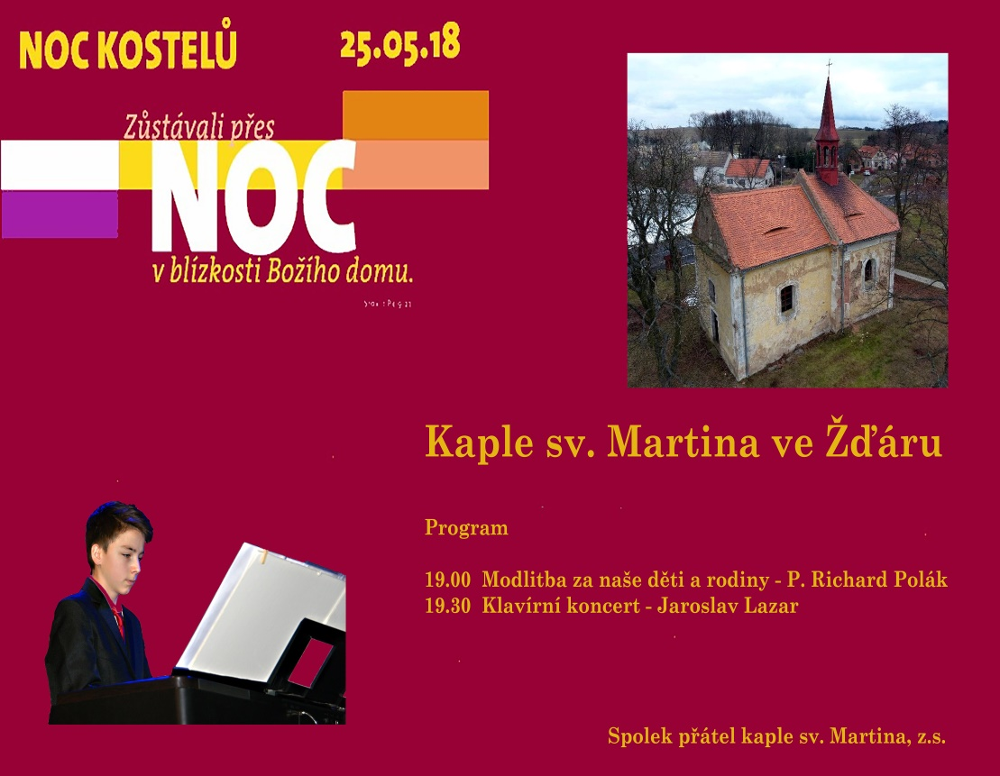 NOC KOSTELŮ
25.05.18
Zůstávali přes
NOC
v blízkosti Božího domu.
Kaple sv. Martina ve Žďáru
Program
19.00 Modlitba za naše děti a rodiny - P. Richard Polák
19.30 Klavírní koncert - Jaroslav Lazar
Spolek přátel kaple sv. Martina, z.s.